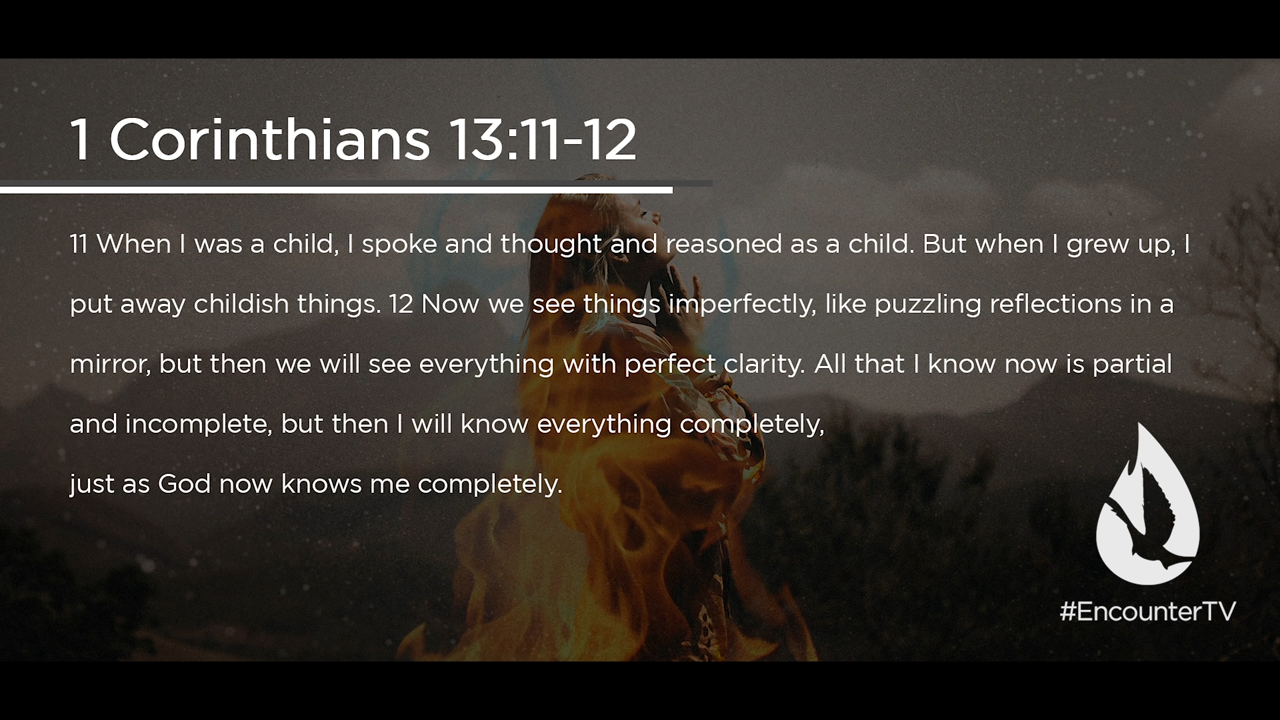 1 Corinthians 13:11-12
11 When I was a child, I spoke and thought and reasoned as a child. But when I grew up, I
put away childish things. 12 Now we see things imperfectly, like puzzling reflections in a
mirror, but then we will see everything with perfect clarity. All that I know now is partial
and incomplete, but then I will know everything completely,
just as God now knows me completely.
#EncounterTV